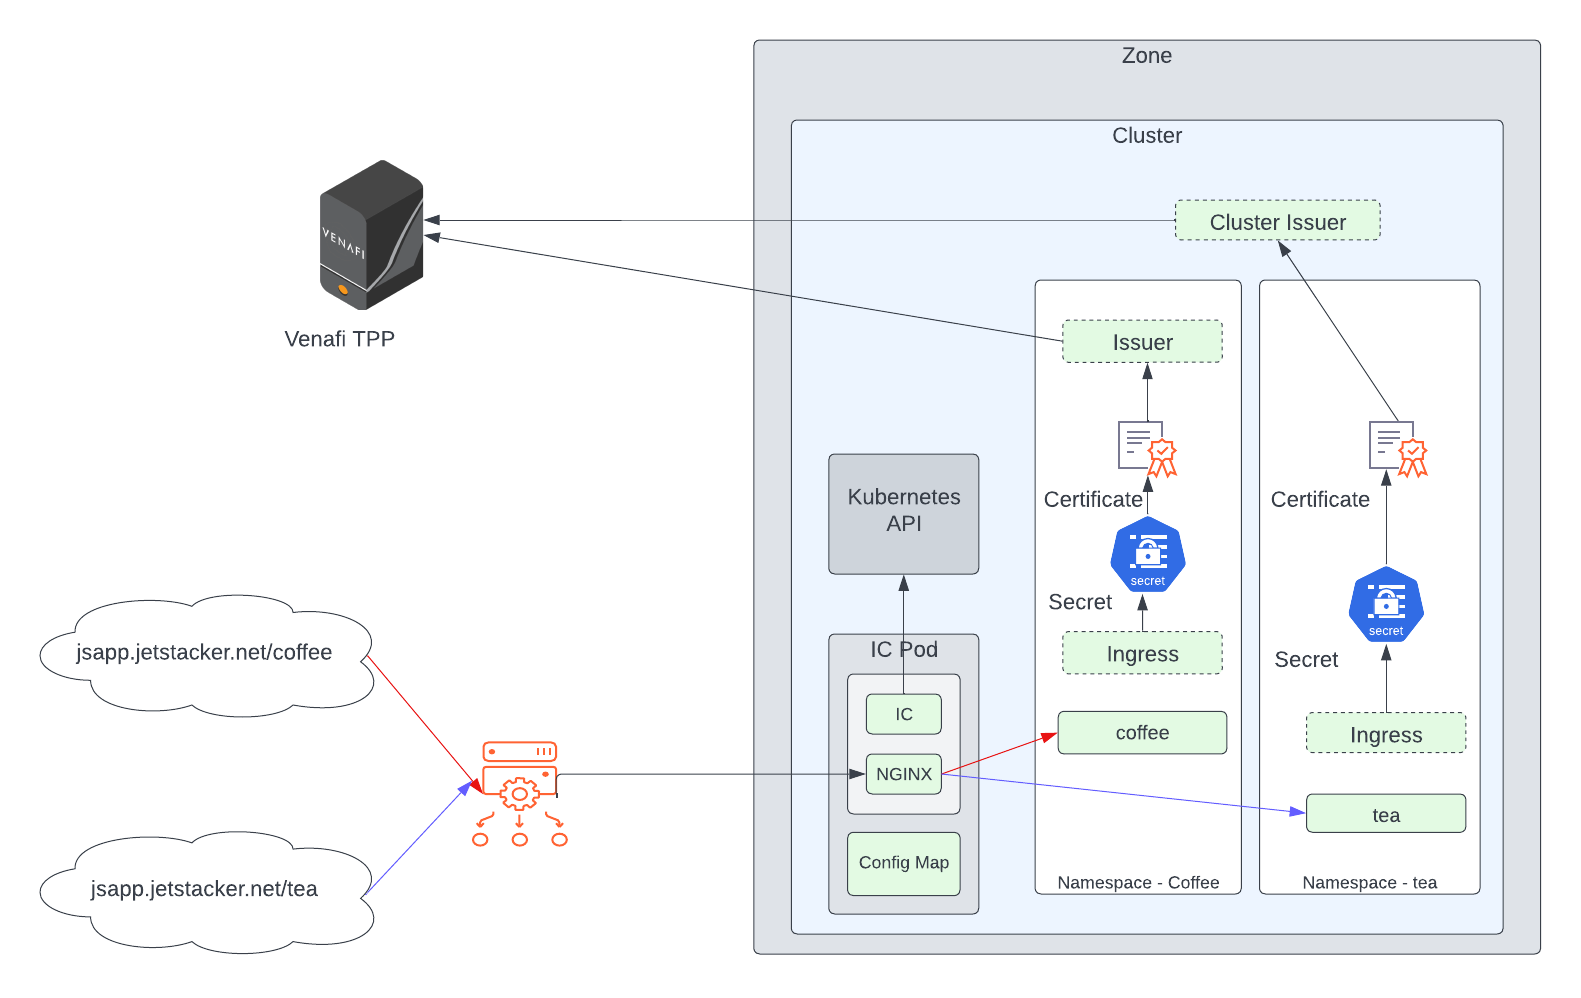 Zone
Cluster
Cluster Issuer
VENAFI
Venafi TPP
Issuer
Kubernetes
API
Certificate
Certificate
secret
Secret
secret
Secret
jsapp.jetstacker.net/coffee
IC Pod
Ingress
IC
coffee
Ingress
NGINX
tea
Config Map
jsapp.jetstacker.net/tea
Namespace - Coffee
Namespace - tea